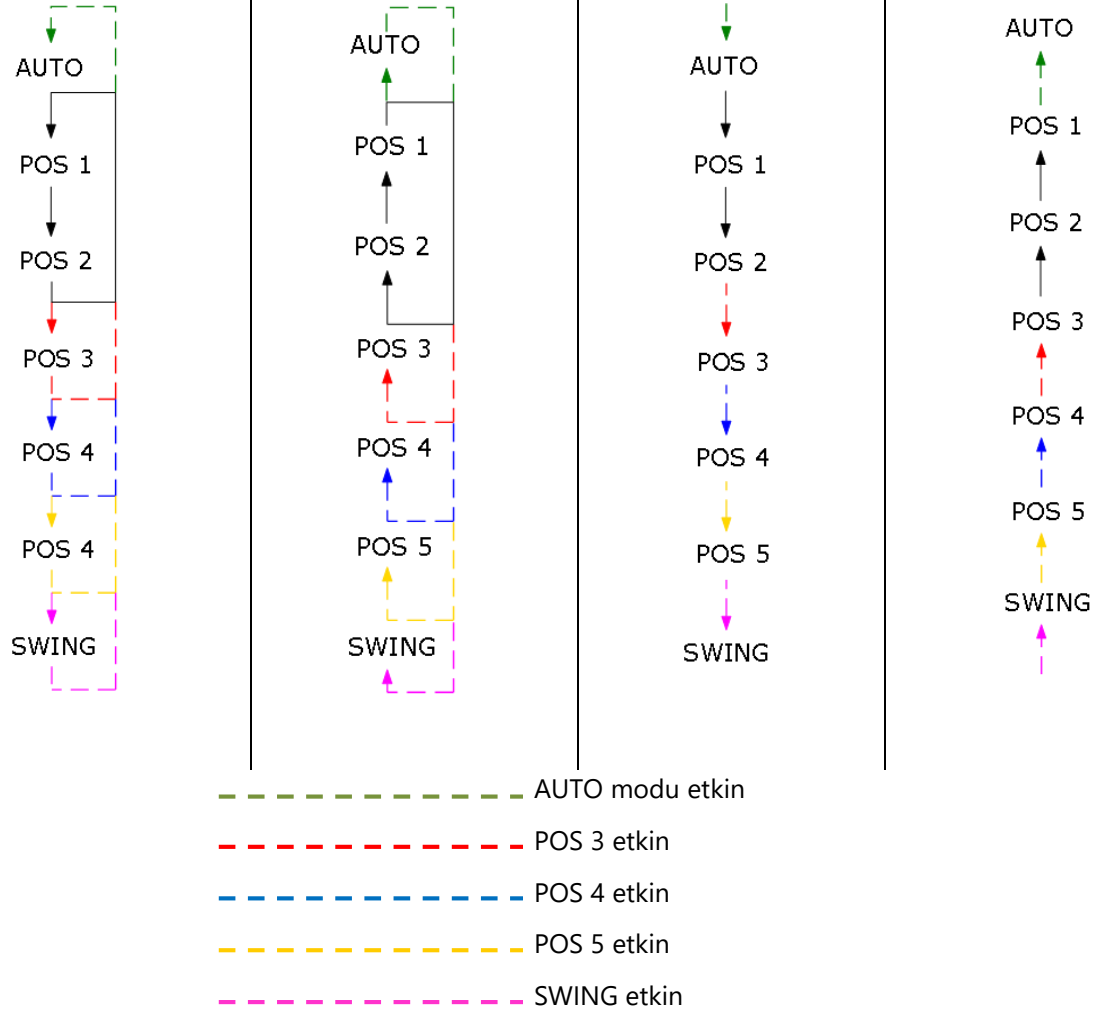 AUTO
POS 1
POS 2
POS 3
POS 4
POS 4
SWING
AUTO
POS 1
POS 2
POS 3
POS 4
POS 5
SWING
AUTO
POS 1
POS 2
POS 3
POS 4
POS 5
SWING
AUTO
POS 1
POS 2
POS 3
POS 4
POS 5
SWING
AUTO modu etkin
POS 3 etkin
POS 4 etkin
POS 5 etkin
SWING etkin